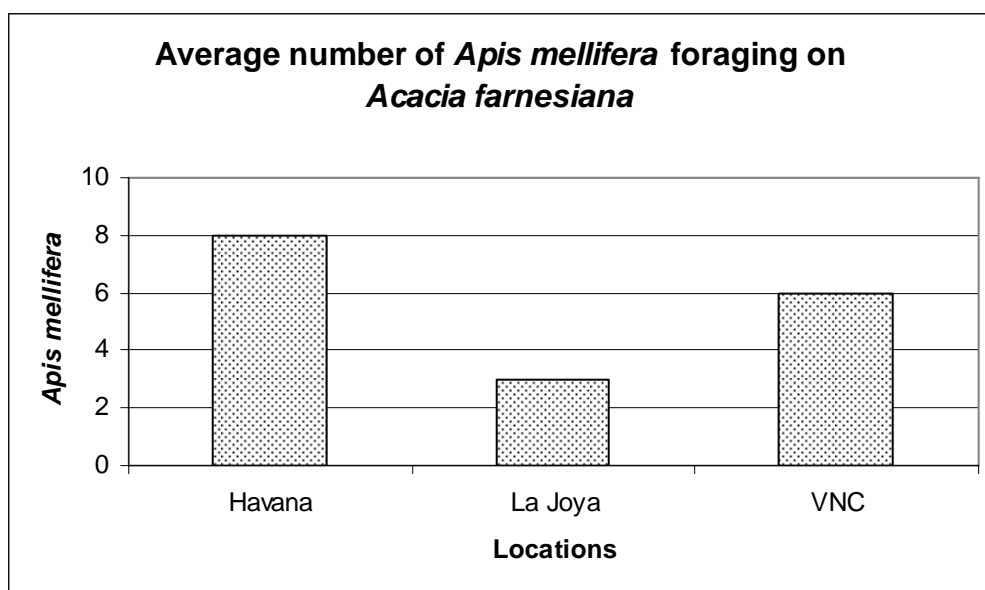 Average number of Apis mellifera foraging on
Acacia farnesiana
Apis mellifera
10
8
6
4
2
0
Havana La Joya VNC
Locations